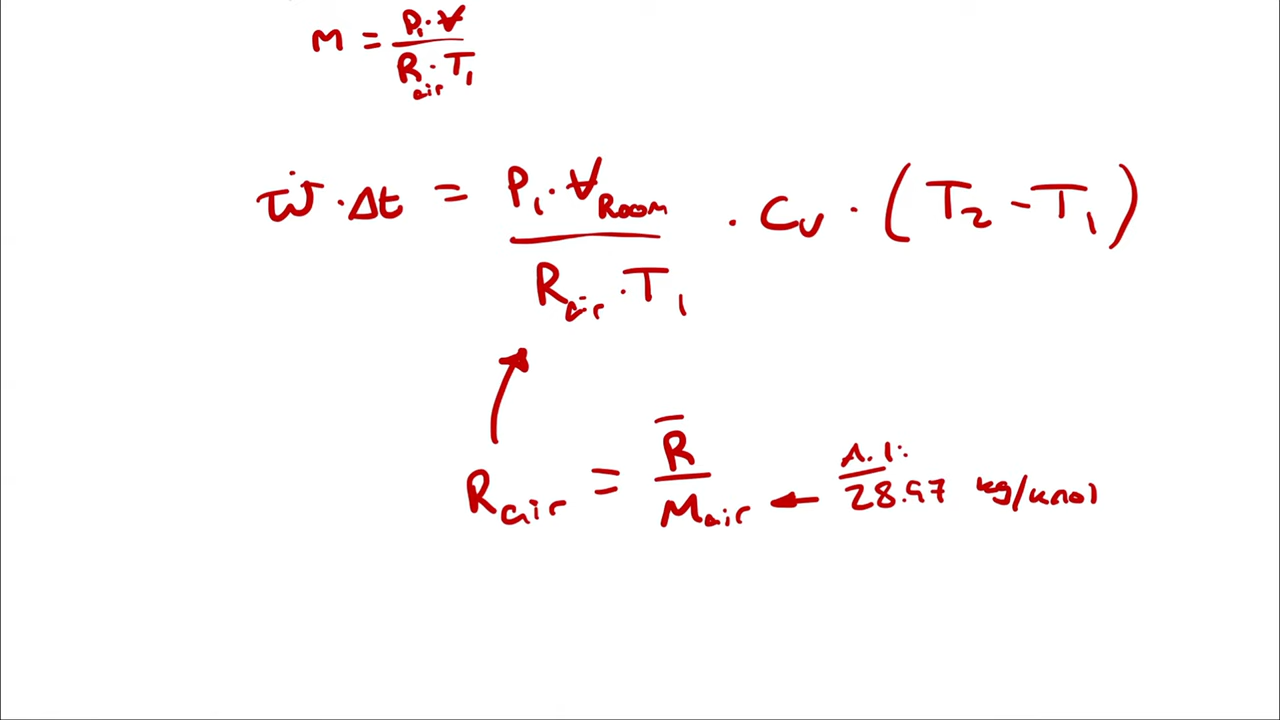 m = P₁·V̶ / R_air·T₁
Ẇ·Δt = P₁·V̶_Room / R_air·T₁ · Cv · (T₂ - T₁)
R_air = R̅ / M_air ← A.1: 28.97 kg/kmol